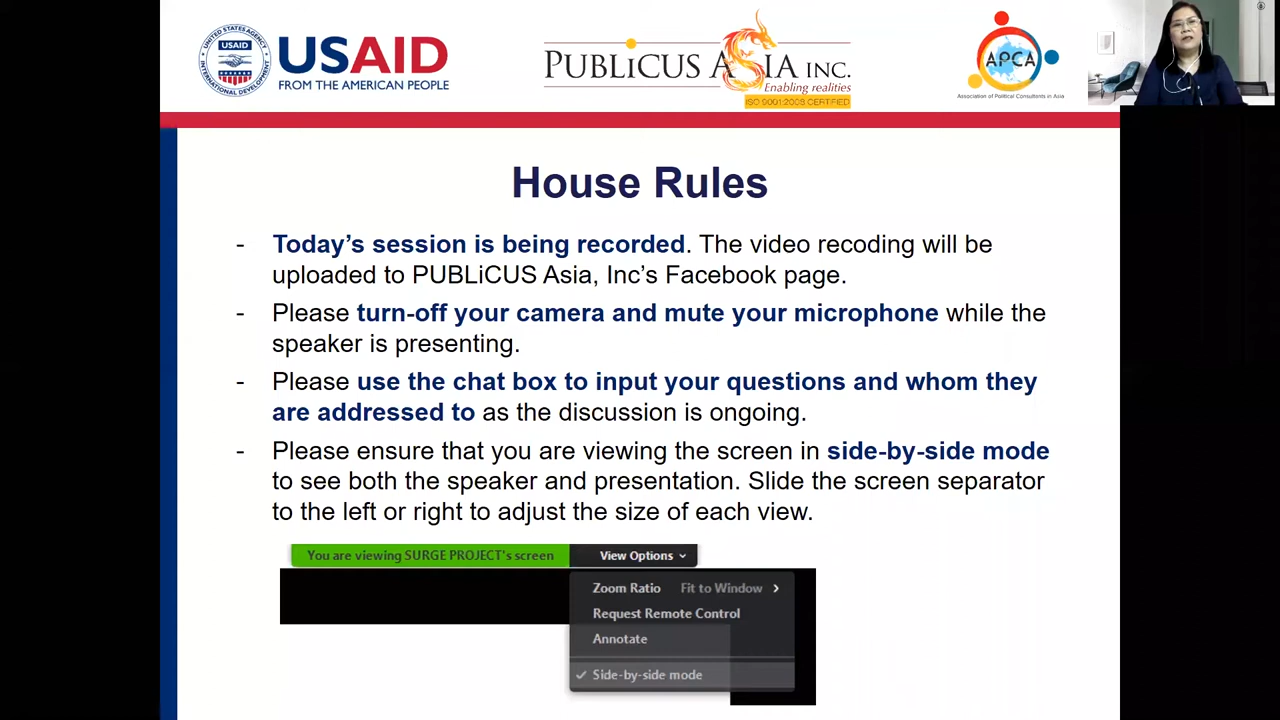 UNITED STATES AGENCY
USAID
INTERNATIONAL DEVELOPMENT
USAID
FROM THE AMERICAN PEOPLE
PUBLiCUS ASIA INC.
Enabling realities
ISO 9001:2008 CERTIFIED
APCA
Association of Political Consultants in Asia
House Rules
- Today's session is being recorded. The video recoding will be
uploaded to PUBLiCUS Asia, Inc's Facebook page.
- Please turn-off your camera and mute your microphone while the
speaker is presenting.
- Please use the chat box to input your questions and whom they
are addressed to as the discussion is ongoing.
- Please ensure that you are viewing the screen in side-by-side mode
to see both the speaker and presentation. Slide the screen separator
to the left or right to adjust the size of each view.
You are viewing SURGE PROJECT's screen View Options
Zoom Ratio Fit to Window
Request Remote Control
Annotate
Side-by-side mode